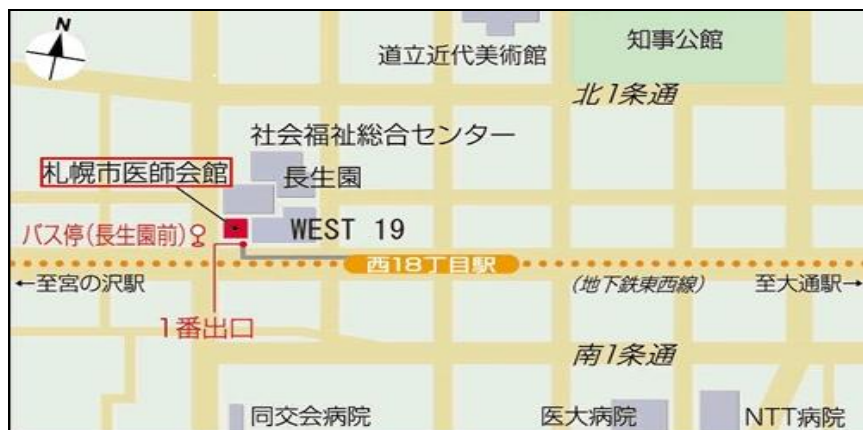 N
道立近代美術館
知事公館
北1条通
社会福祉総合センター
札幌市医師会館
長生園
バス停(長生園前)
WEST 19
西18丁目駅
←至宮の沢駅
(地下鉄東西線)
至大通駅→
1番出口
南1条通
同交会病院
医大病院
NTT病院